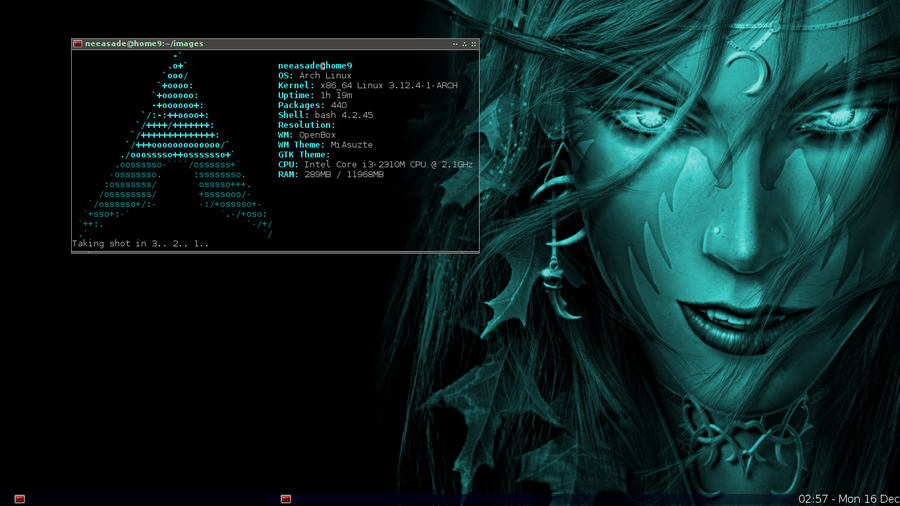 neeasade@home9:~/images
neeasade@home9
OS: Arch Linux
Kernel: x86_64 Linux 3.12.4-1-ARCH
Uptime: 1h 19m
Packages: 440
Shell: bash 4.2.45
Resolution:
WM: OpenBox
WM Theme: MiAsuzte
GTK Theme:
CPU: Intel Core i3-2310M CPU @ 2.1GHz
RAM: 289MB / 11968MB
Taking shot in 3.. 2.. 1..
02:57 - Mon 16 Dec